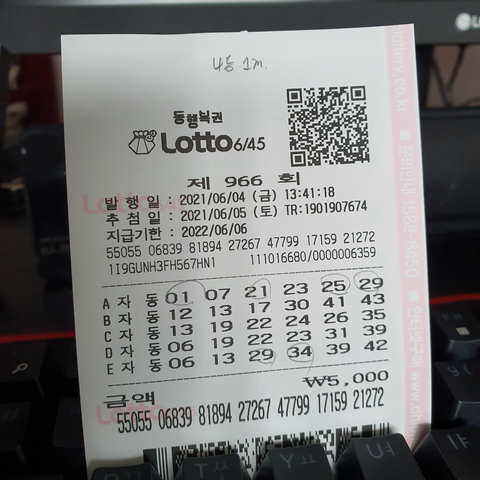 동행복권
Lotto 6/45
제 966 회
발 행 일 : 2021/06/04 (금) 13:41:18
추 첨 일 : 2021/06/05 (토) TR:1901907674
지급기한 : 2022/06/06
55055 06839 81894 27267 47799 17159 21272
1I9GUNH3FH567HN1 111016680/0000006359
A 자 동 01 07 21 23 25 29
B 자 동 12 13 17 30 41 43
C 자 동 13 19 22 24 26 35
D 자 동 06 19 22 23 31 39
E 자 동 06 13 29 34 39 42
금액 ₩5,000
55055 06839 81894 27267 47799 17159 21272
lottery.co.kr